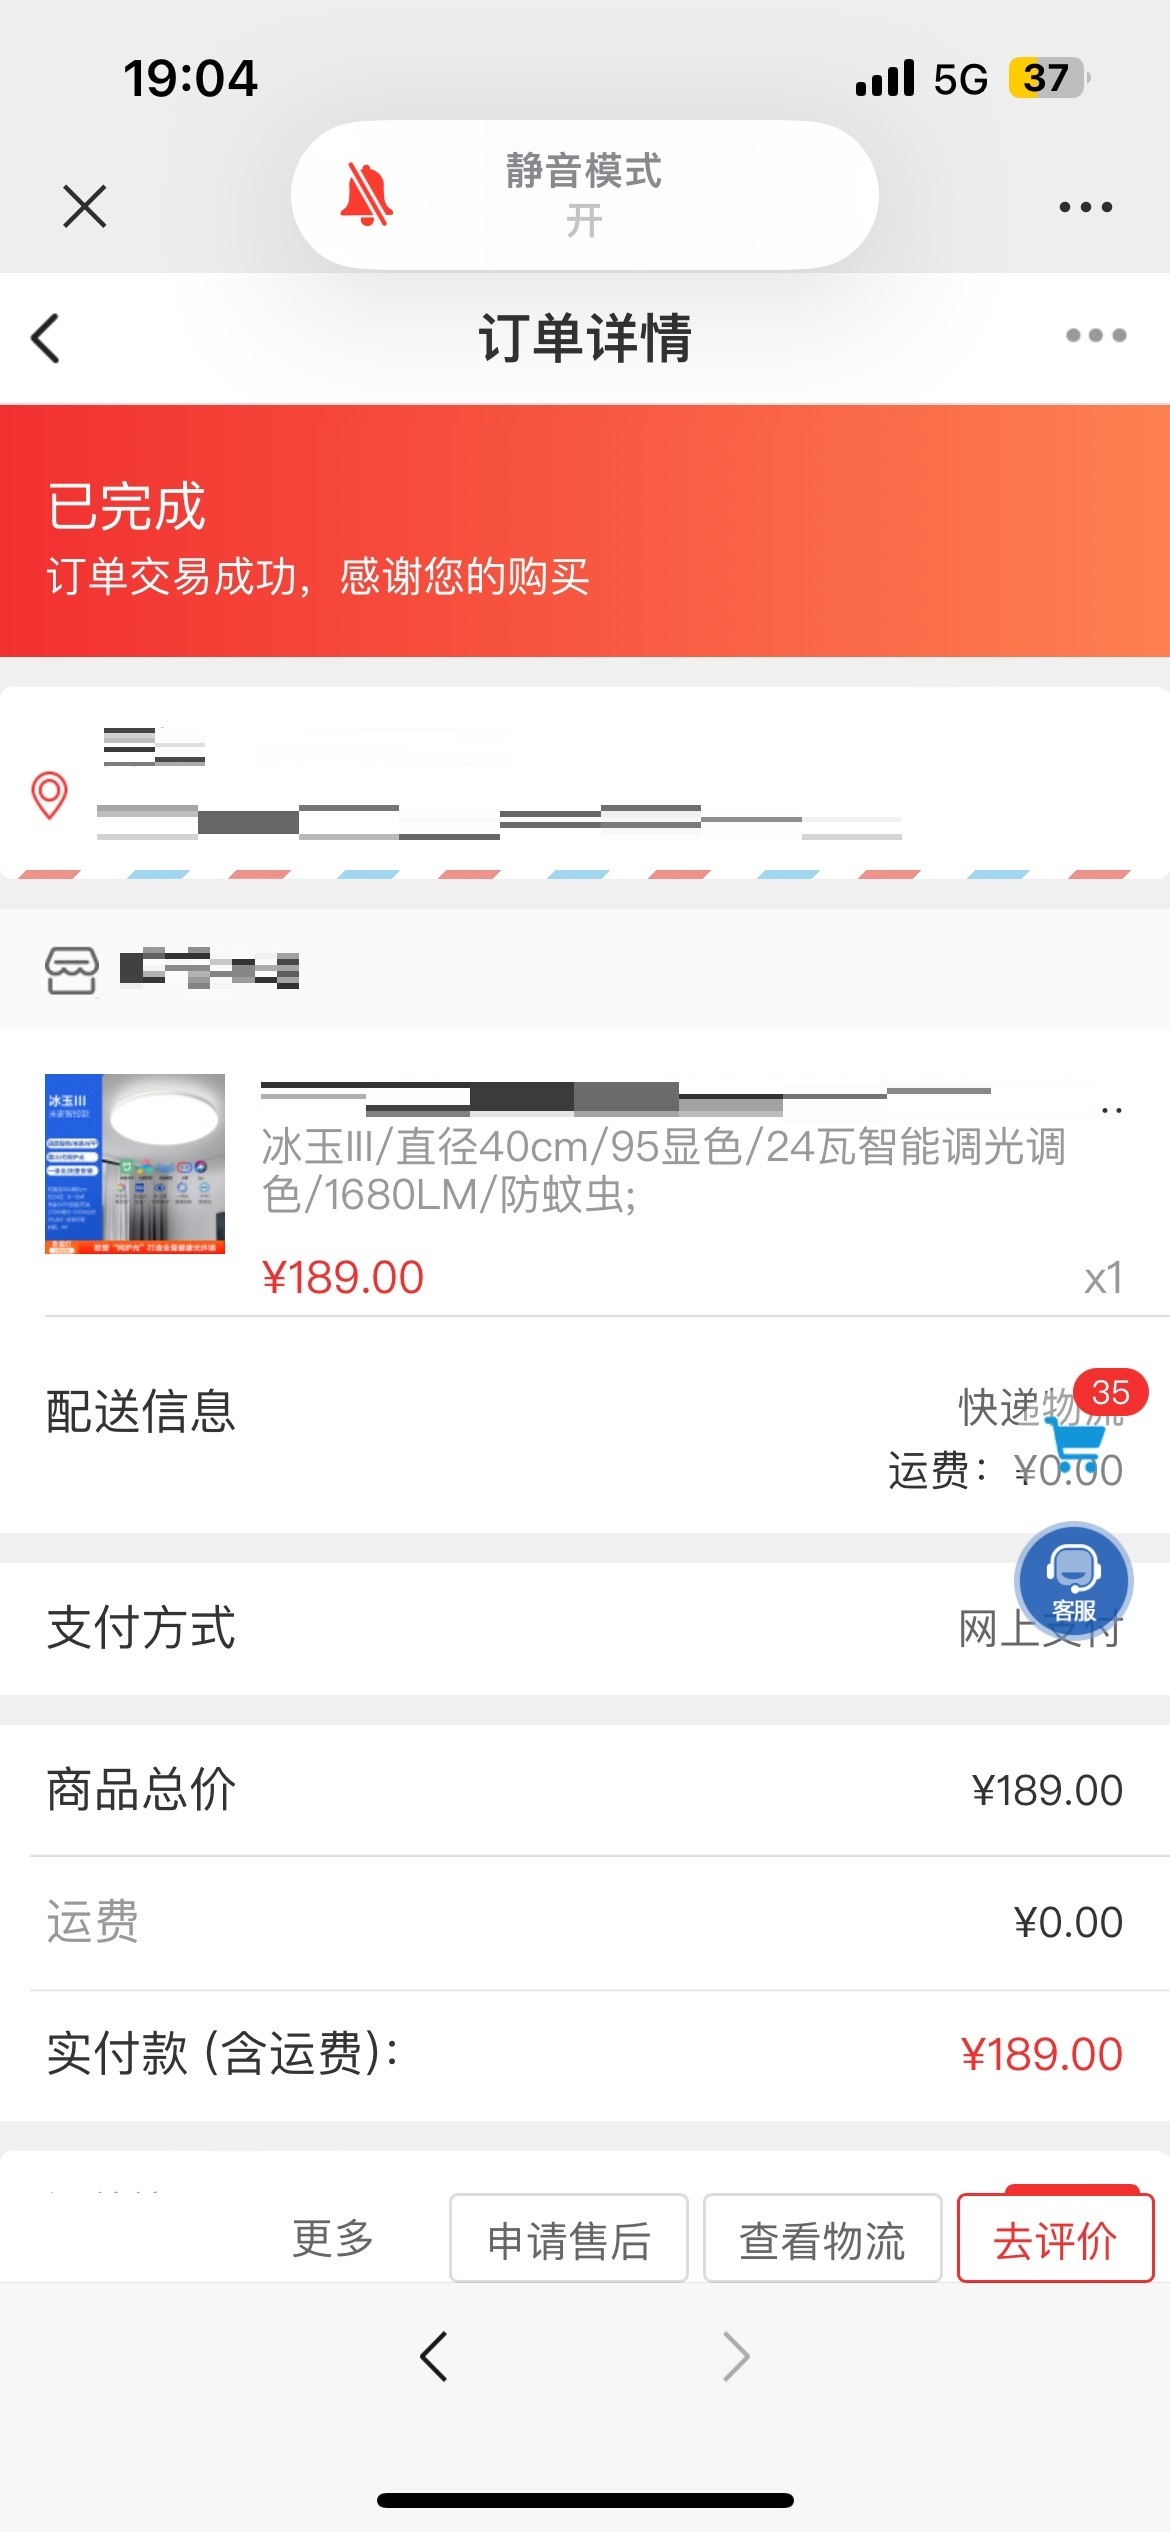 19:04
5G 37
静音模式
开
订单详情
已完成
订单交易成功，感谢您的购买
冰玉III
..
冰玉III/直径40cm/95显色/24瓦智能调光调
色/1680LM/防蚊虫;
¥189.00
x1
配送信息
快递物流
35
运费：¥0.00
客服
支付方式
网上支付
商品总价
¥189.00
运费
¥0.00
实付款 (含运费)：
¥189.00
更多
申请售后
查看物流
去评价